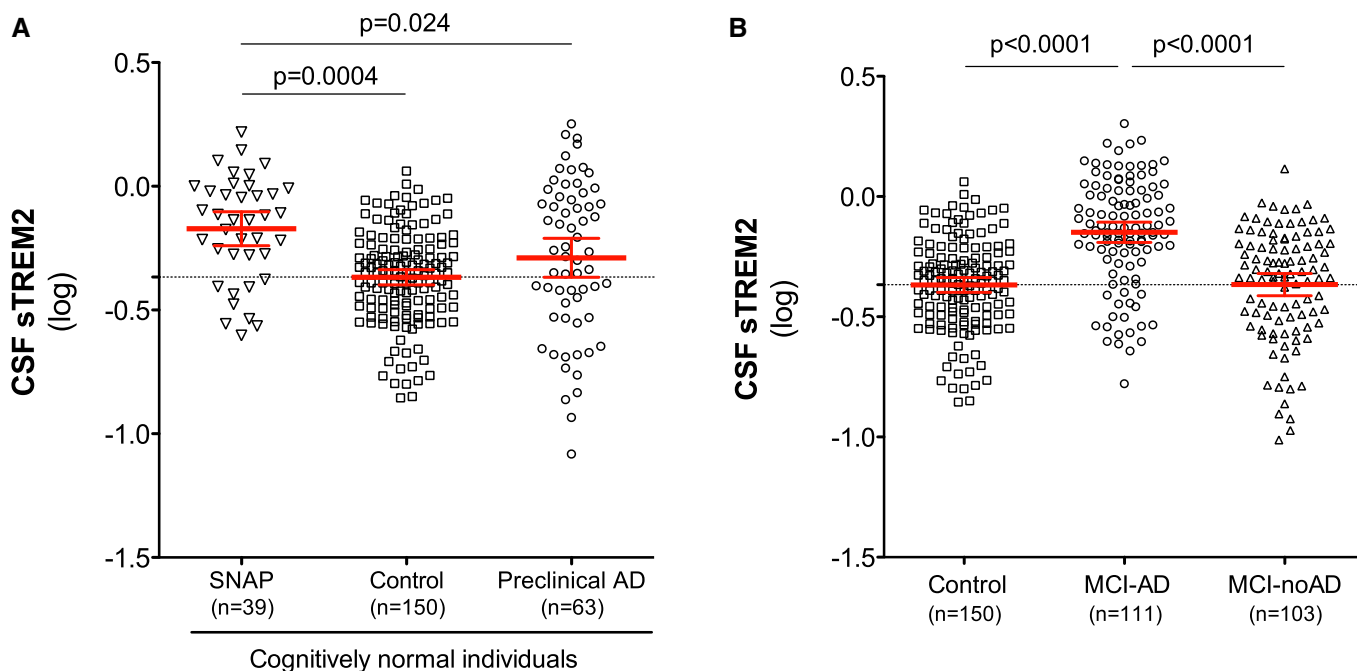 A
p=0.024
p=0.0004
0.5
0.0
-0.5
-1.0
-1.5
CSF sTREM2
(log)
SNAP
(n=39)
Control
(n=150)
Preclinical AD
(n=63)
Cognitively normal individuals
B
p<0.0001
p<0.0001
0.5
0.0
-0.5
-1.0
-1.5
CSF sTREM2
(log)
Control
(n=150)
MCI-AD
(n=111)
MCI-noAD
(n=103)